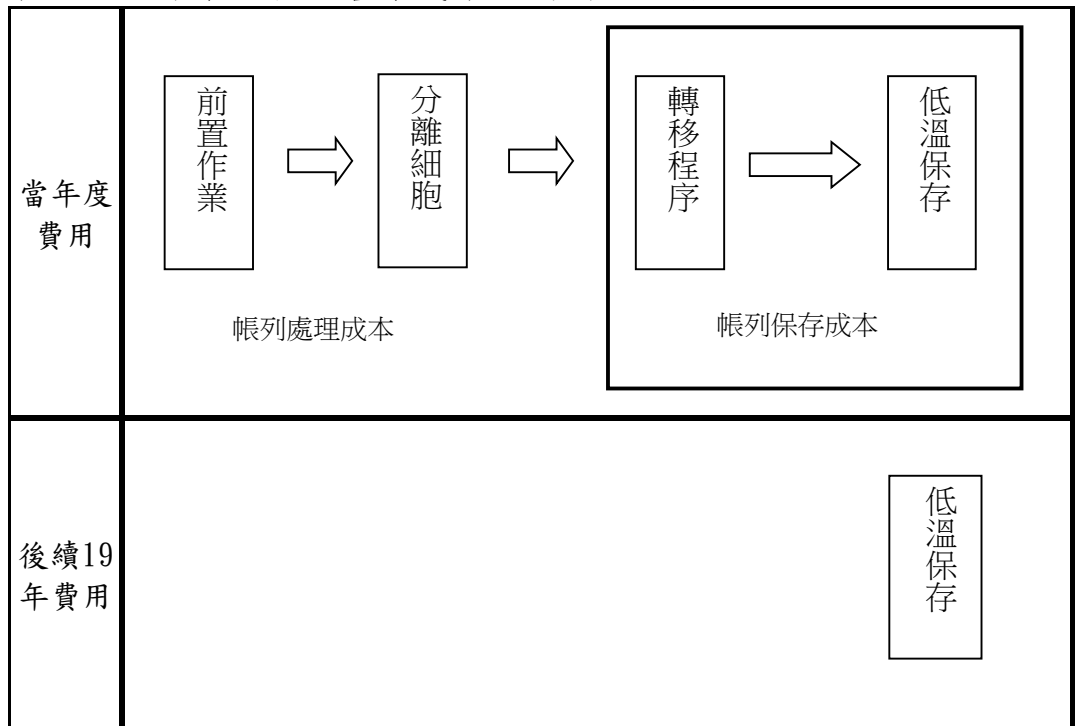 當年度
費用
前置作業
分離細胞
轉移程序
低溫保存
帳列處理成本
帳列保存成本
後續19
年費用
低溫保存